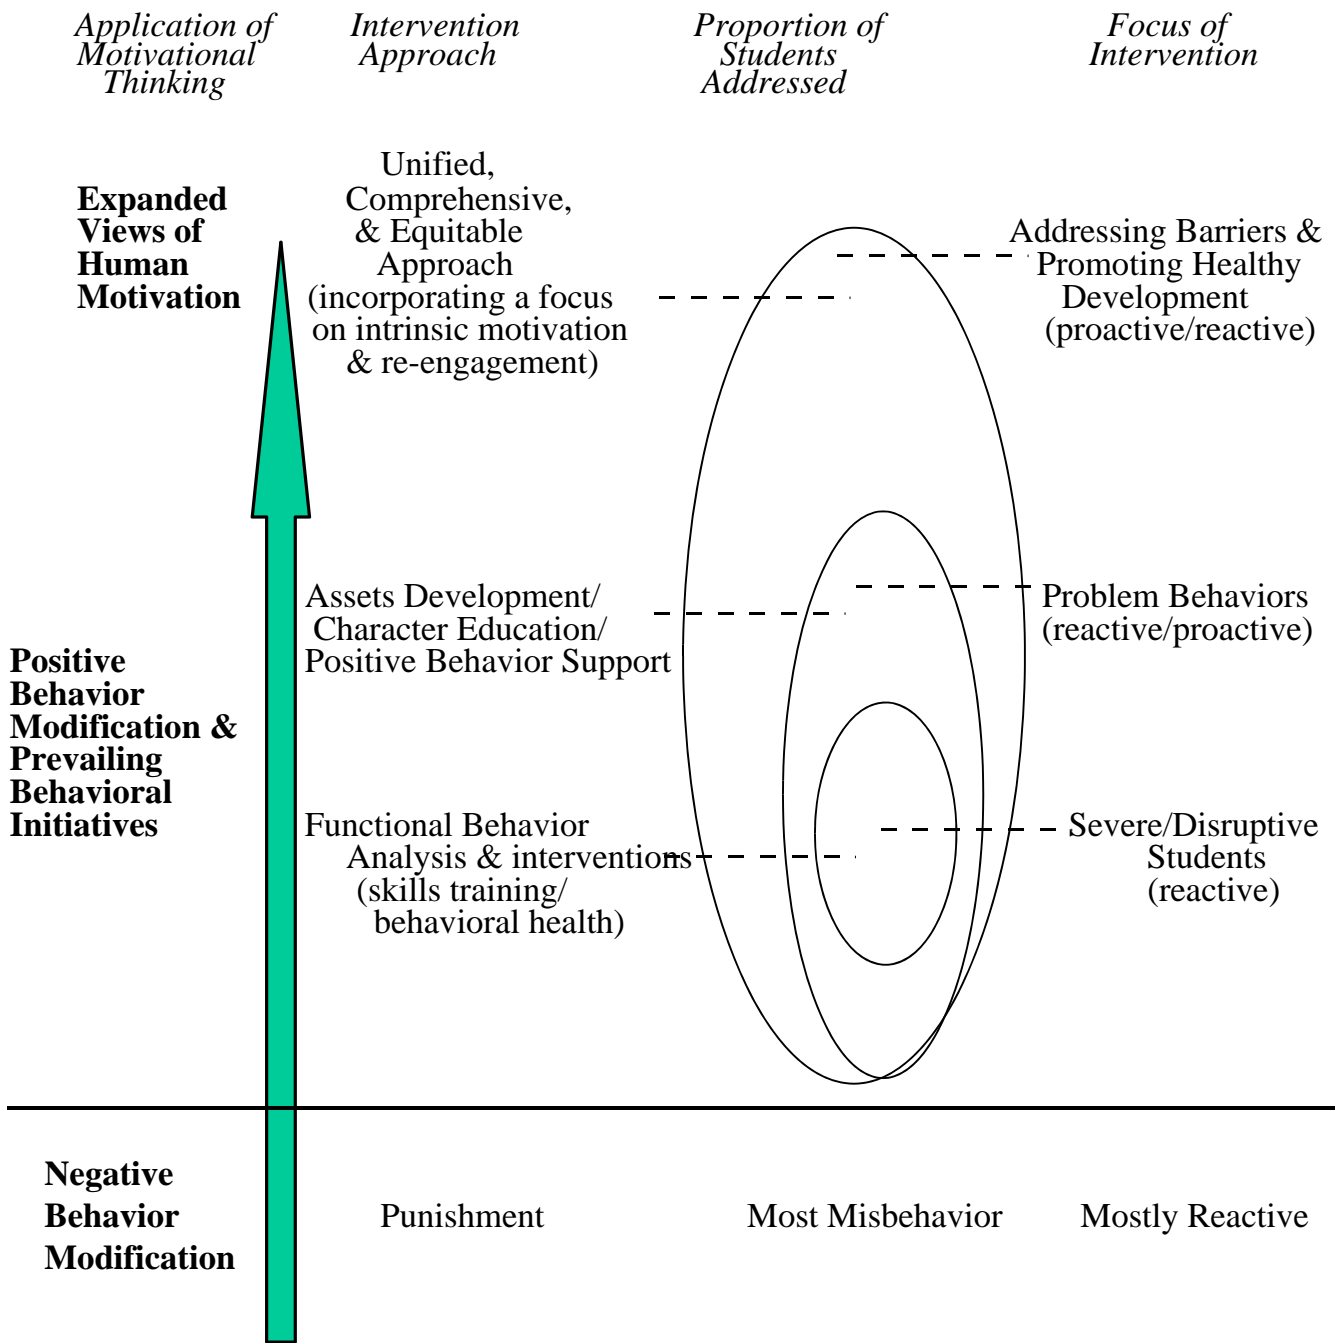 Application of
Motivational
Thinking
Intervention
Approach
Proportion of
Students
Addressed
Focus of
Intervention
Expanded
Views of
Human
Motivation
Unified,
Comprehensive,
& Equitable
Approach
(incorporating a focus
on intrinsic motivation
& re-engagement)
Addressing Barriers &
Promoting Healthy
Development
(proactive/reactive)
Positive
Behavior
Modification &
Prevailing
Behavioral
Initiatives
Assets Development/
Character Education/
Positive Behavior Support
Problem Behaviors
(reactive/proactive)
Functional Behavior
Analysis & interventions
(skills training/
behavioral health)
Severe/Disruptive
Students
(reactive)
Negative
Behavior
Modification
Punishment
Most Misbehavior
Mostly Reactive